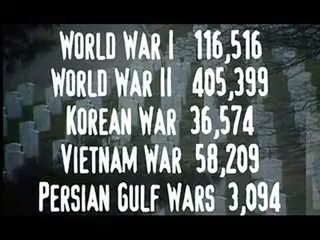 World War I 116,516
World War II 405,399
Korean War 36,574
Vietnam War 58,209
Persian Gulf Wars 3,094